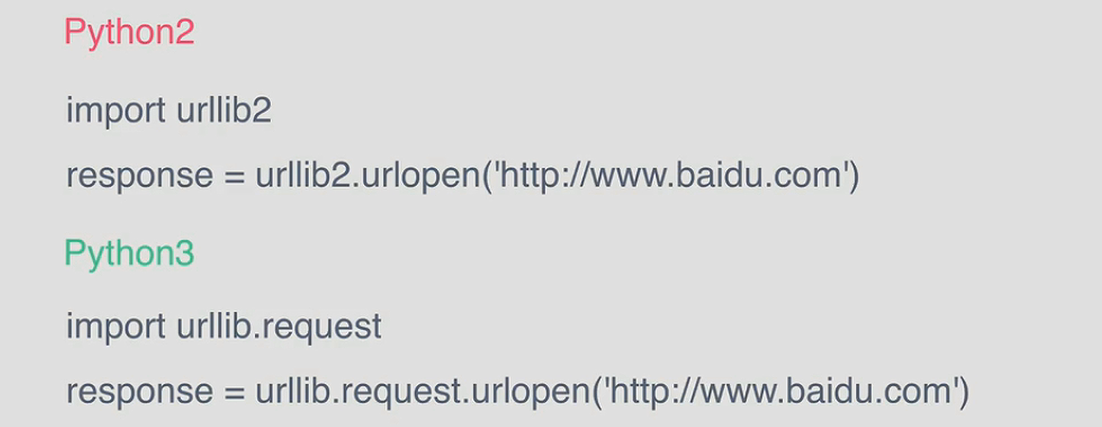 Python2
import urllib2
response = urllib2.urlopen('http://www.baidu.com')
Python3
import urllib.request
response = urllib.request.urlopen('http://www.baidu.com')